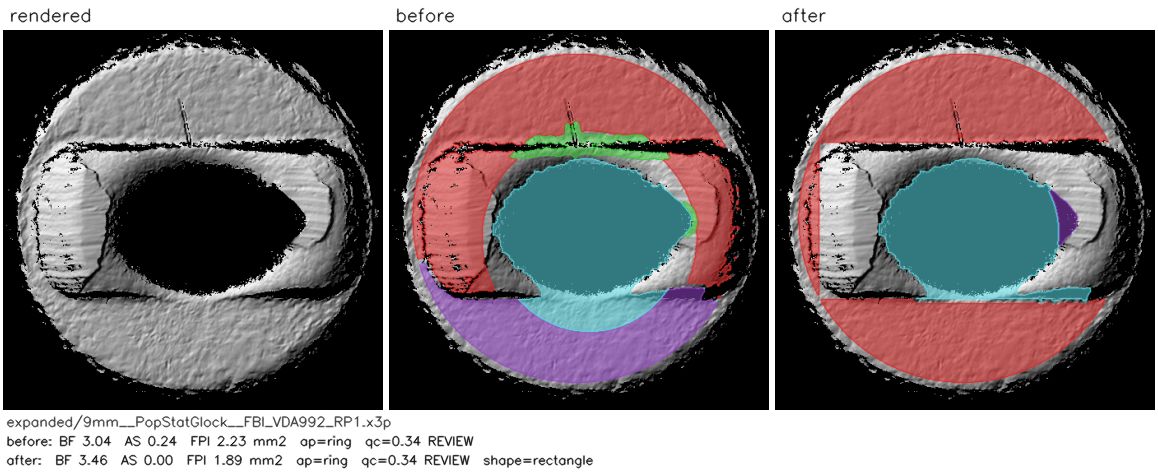 rendered
before
after
expanded/9mm__PopStatGlock__FBI_VDA992_RP1.x3p
before: BF 3.04 AS 0.24 FPI 2.23 mm2 ap=ring qc=0.34 REVIEW
after: BF 3.46 AS 0.00 FPI 1.89 mm2 ap=ring qc=0.34 REVIEW shape=rectangle